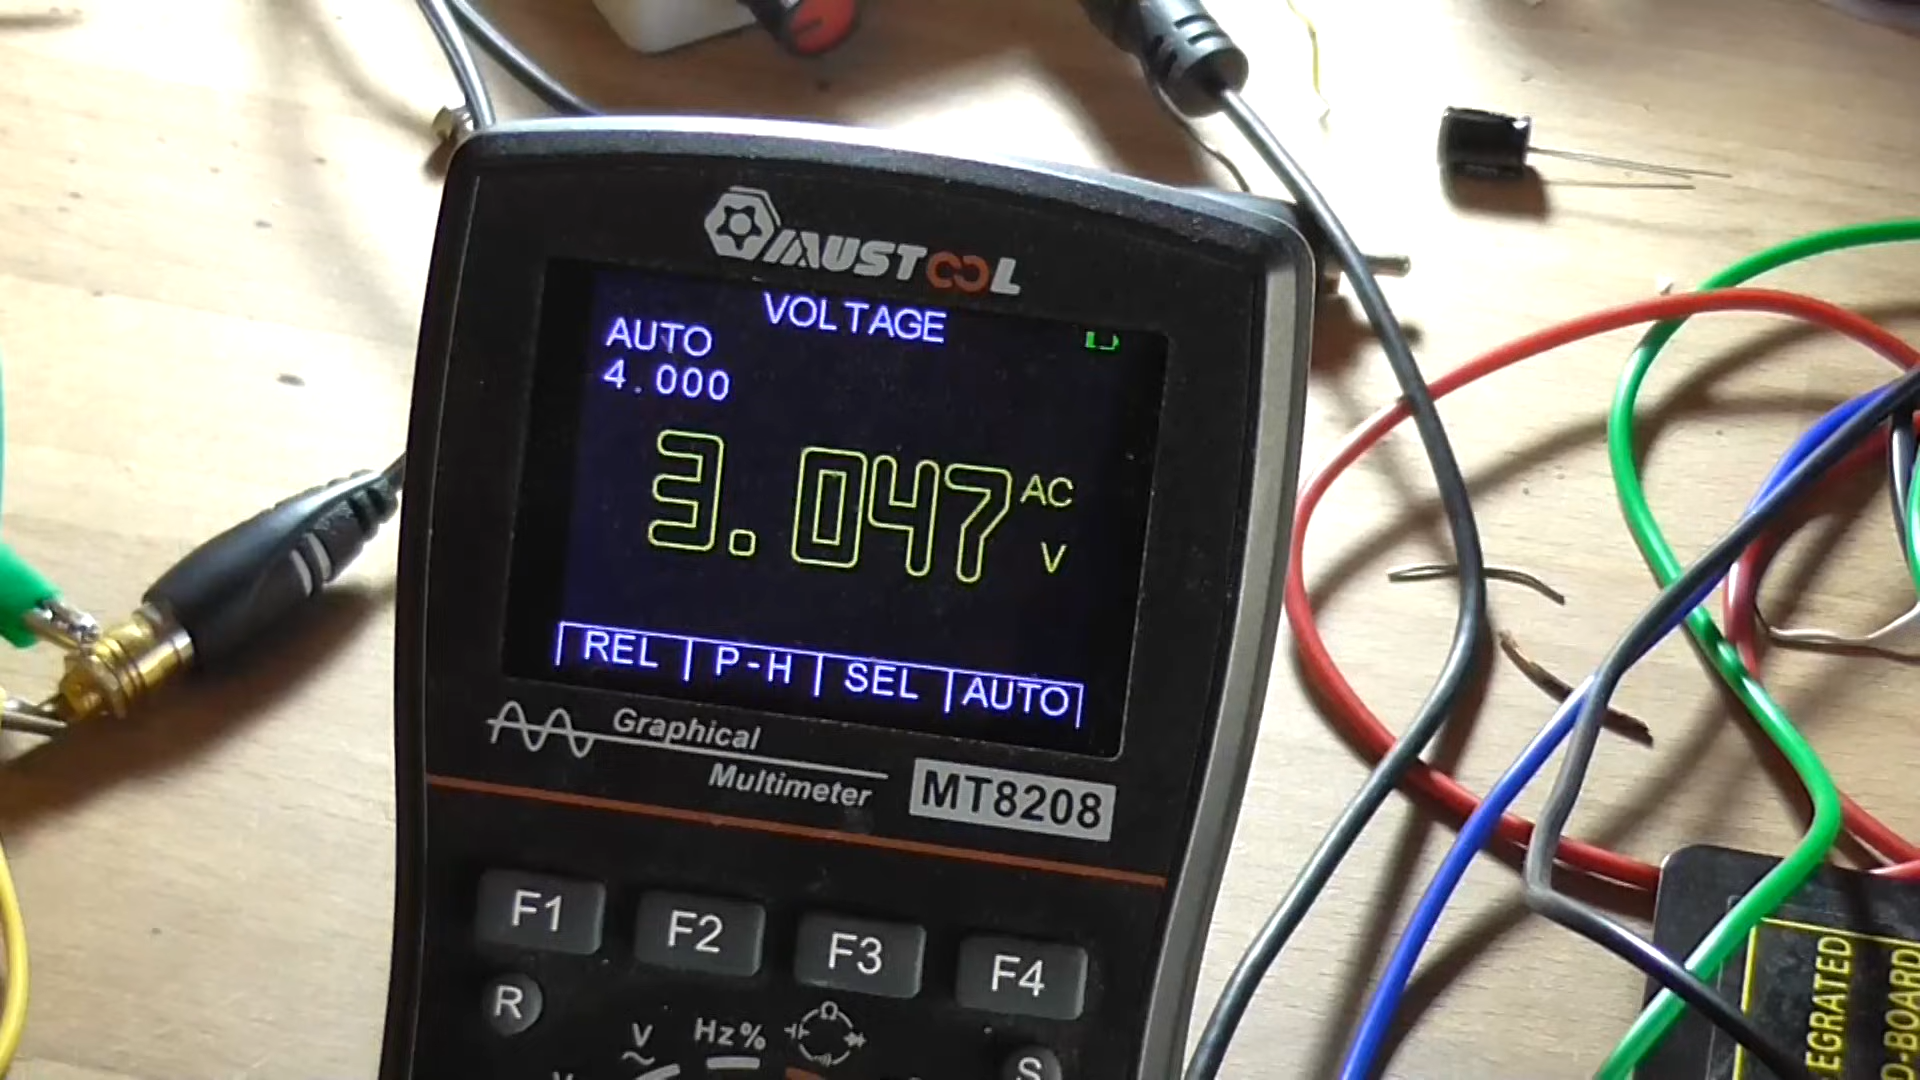 MUSTOOL
VOLTAGE
AUTO
4.000
3.047 AC
V
REL P-H SEL AUTO
Graphical
Multimeter
MT8208
F1 F2 F3 F4
R
V Hz% Ω
S
V
EGRATED
D-BOARD